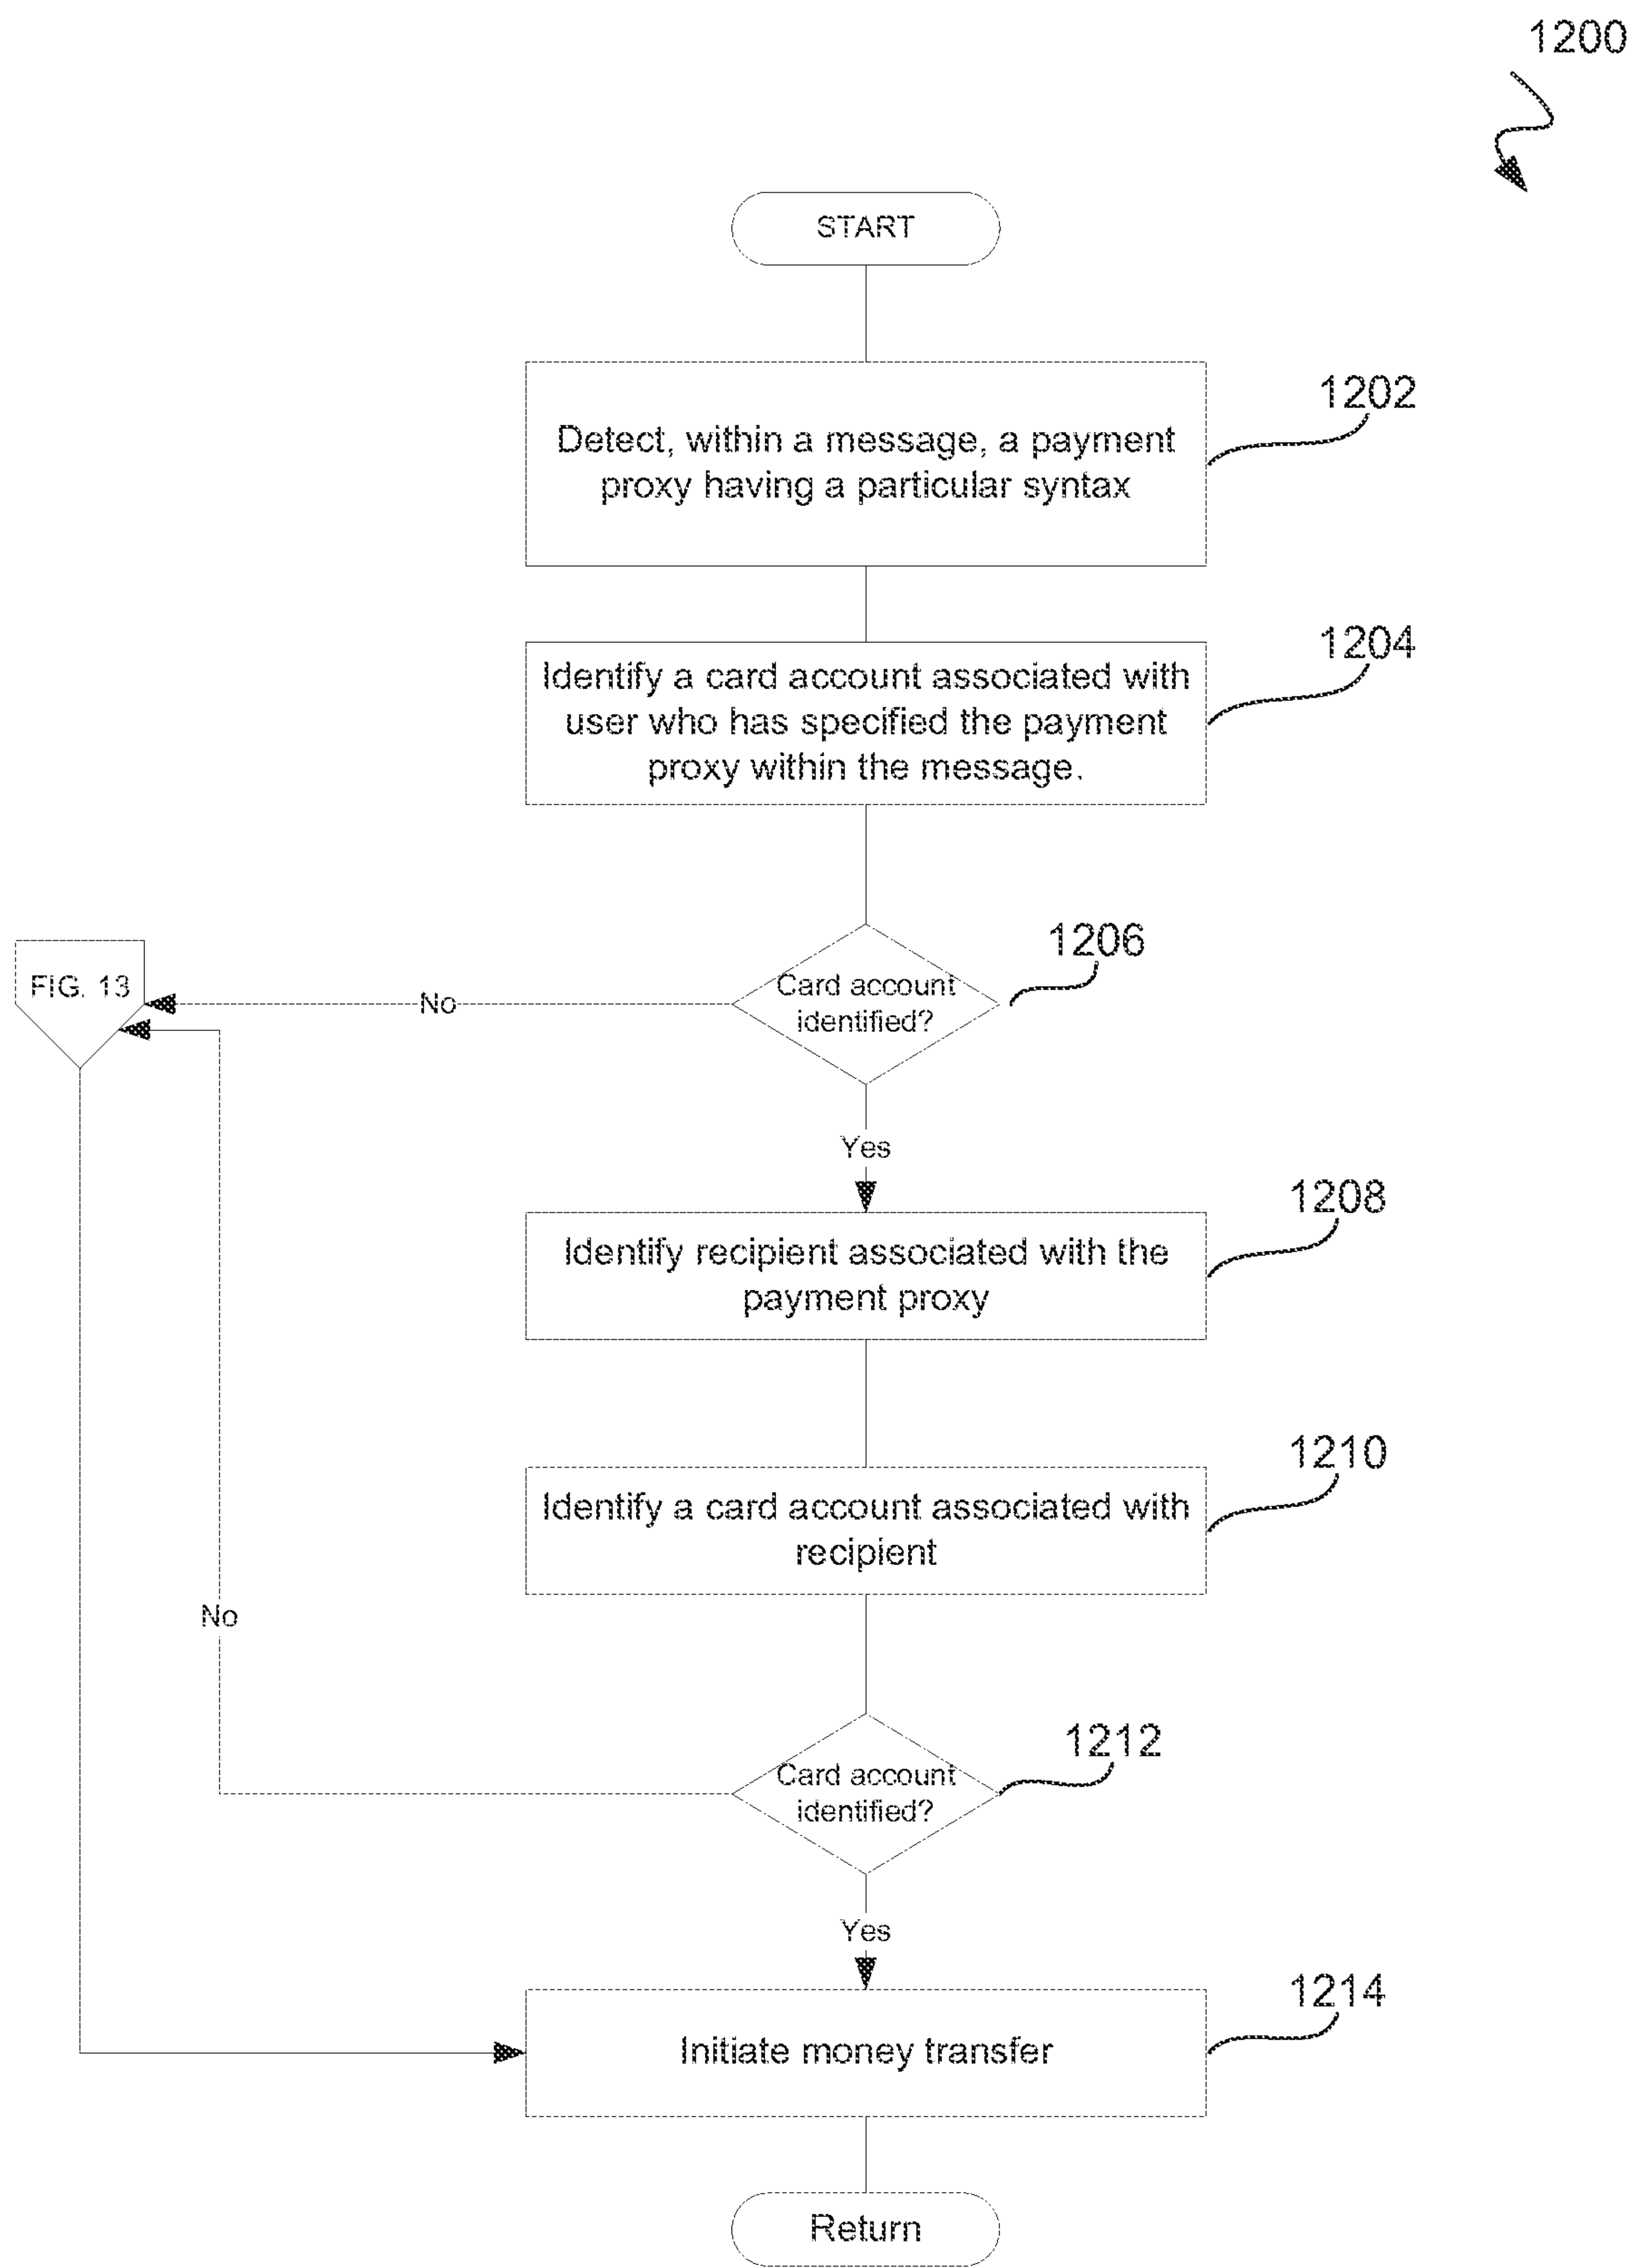 1200
START
1202
Detect, within a message, a payment
proxy having a particular syntax
1204
Identify a card account associated with
user who has specified the payment
proxy within the message.
1206
FIG. 13
No
Card account
identified?
Yes
1208
Identify recipient associated with the
payment proxy
1210
Identify a card account associated with
recipient
No
1212
Card account
identified?
Yes
1214
Initiate money transfer
Return